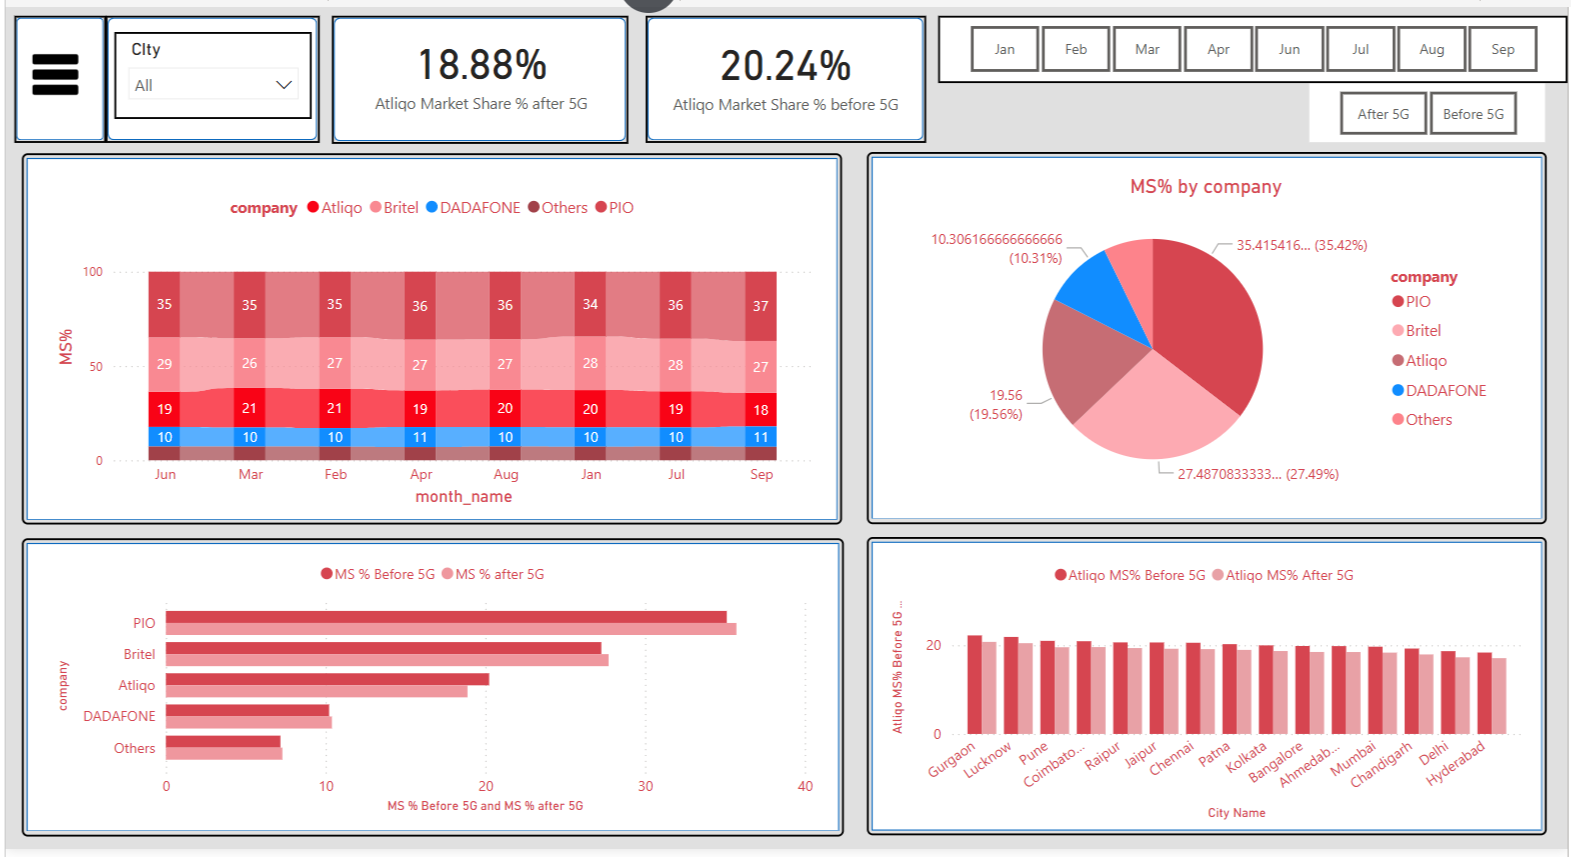 CIty
All
18.88%
Atliqo Market Share % after 5G
20.24%
Atliqo Market Share % before 5G
Jan Feb Mar Apr Jun Jul Aug Sep
After 5G Before 5G
company Atliqo Britel DADAFONE Others PIO
MS%
100
50
0
35 35 35 36 36 34 36 37
29 26 27 27 27 28 28 27
19 21 21 19 20 20 19 18
10 10 10 11 10 10 10 11
Jun Mar Feb Apr Aug Jan Jul Sep
month_name
MS% by company
10.306166666666666
(10.31%)
35.415416... (35.42%)
19.56
(19.56%)
27.4870833333... (27.49%)
company
PIO
Britel
Atliqo
DADAFONE
Others
MS % Before 5G MS % after 5G
company
PIO
Britel
Atliqo
DADAFONE
Others
0 10 20 30 40
MS % Before 5G and MS % after 5G
Atliqo MS% Before 5G Atliqo MS% After 5G
Atliqo MS% Before 5G ...
20
0
Gurgaon Lucknow Pune Coimbato... Raipur Jaipur Chennai Patna Kolkata Bangalore Ahmedab... Mumbai Chandigarh Delhi Hyderabad
City Name